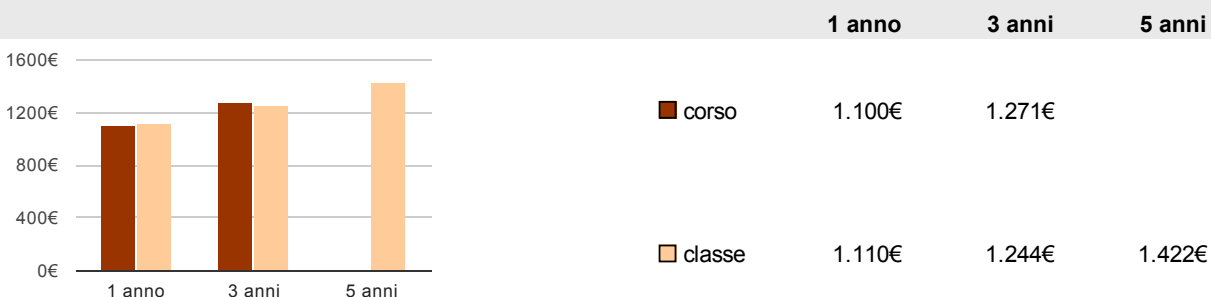 1 anno 3 anni 5 anni
1600€
1200€
800€
400€
0€
1 anno 3 anni 5 anni
corso 1.100€ 1.271€
classe 1.110€ 1.244€ 1.422€